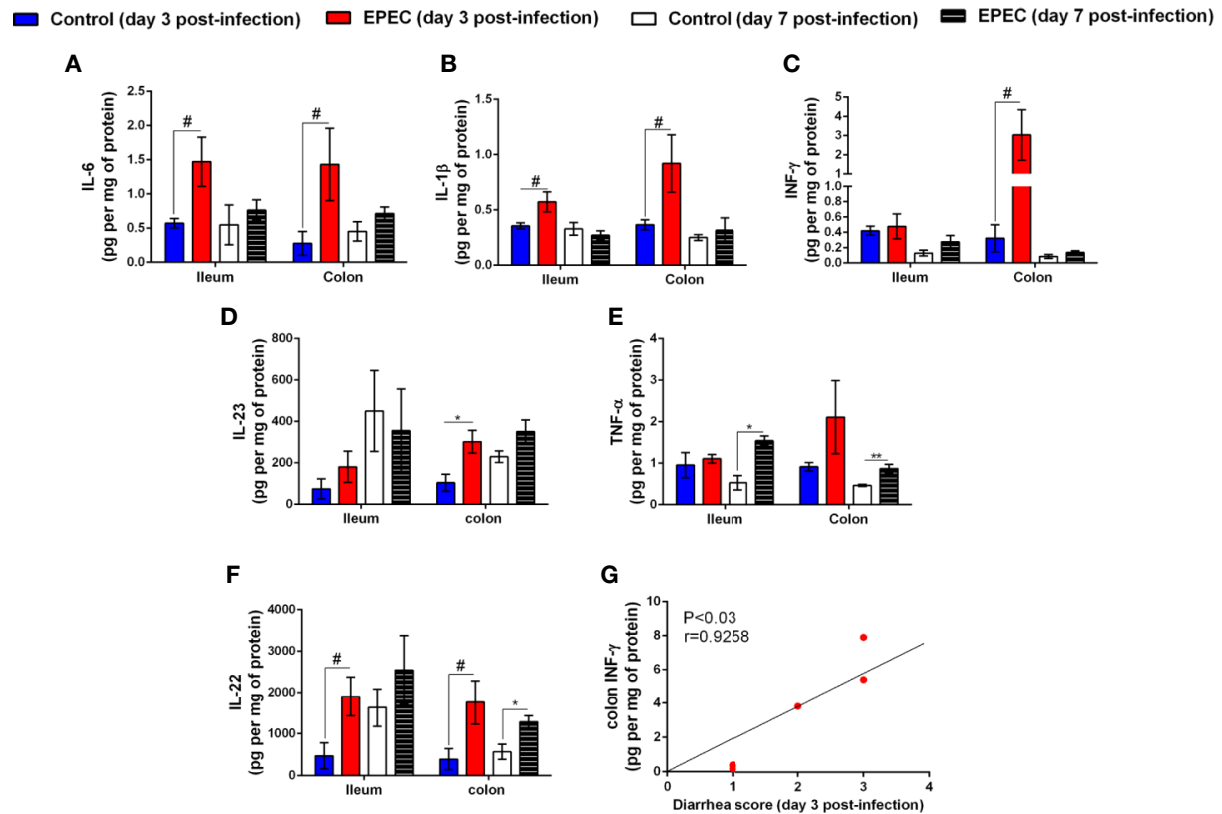 Control (day 3 post-infection) EPEC (day 3 post-infection) Control (day 7 post-infection) EPEC (day 7 post-infection)
A
IL-6
(pg per mg of protein)
2.5
2.0
1.5
1.0
0.5
0.0
#
#
Ileum Colon
B
IL-1β
(pg per mg of protein)
1.5
1.0
0.5
0.0
#
#
Ileum Colon
C
INF-γ
(pg per mg of protein)
5
4
3
2
1
1.0
0.8
0.6
0.4
0.2
0.0
#
Ileum Colon
D
IL-23
(pg per mg of protein)
800
600
400
200
0
*
Ileum colon
E
TNF-α
(pg per mg of protein)
4
3
2
1
0
*
**
Ileum Colon
F
IL-22
(pg per mg of protein)
4000
3000
2000
1000
0
#
#
*
Ileum colon
G
colon INF-γ
(pg per mg of protein)
10
8
6
4
2
0
P<0.03
r=0.9258
0 1 2 3 4
Diarrhea score (day 3 post-infection)